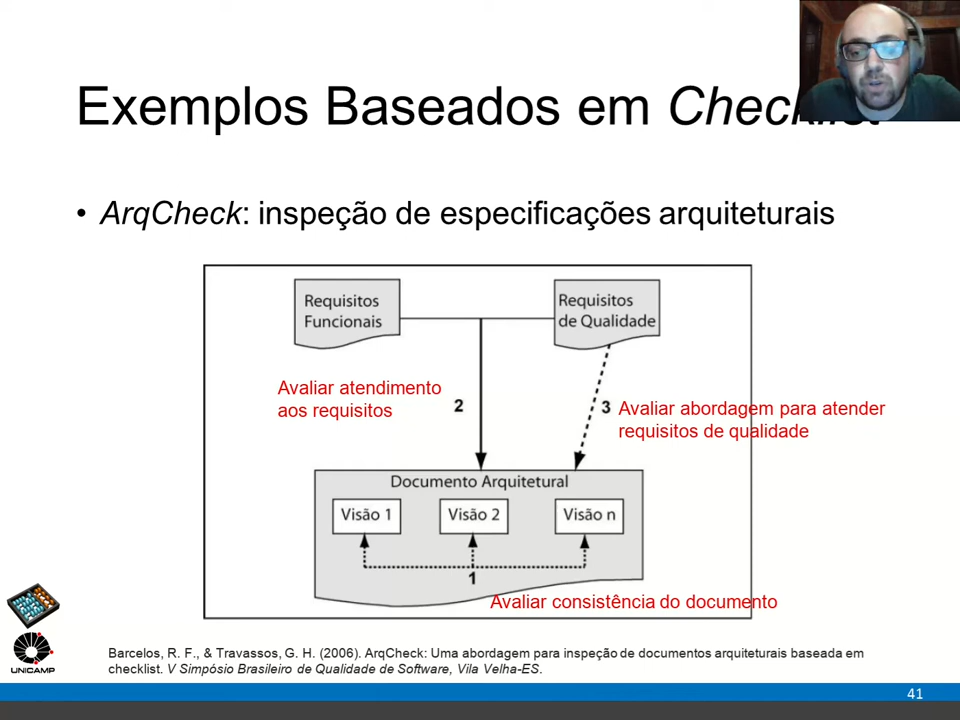 Exemplos Baseados em Checklist
• ArqCheck: inspeção de especificações arquiteturais
Requisitos
Funcionais
Requisitos
de Qualidade
Avaliar atendimento
aos requisitos
2
3
Avaliar abordagem para atender
requisitos de qualidade
Documento Arquitetural
Visão 1
Visão 2
Visão n
1
Avaliar consistência do documento
UNICAMP
Barcelos, R. F., & Travassos, G. H. (2006). ArqCheck: Uma abordagem para inspeção de documentos arquiteturais baseada em
checklist. V Simpósio Brasileiro de Qualidade de Software, Vila Velha-ES.
41